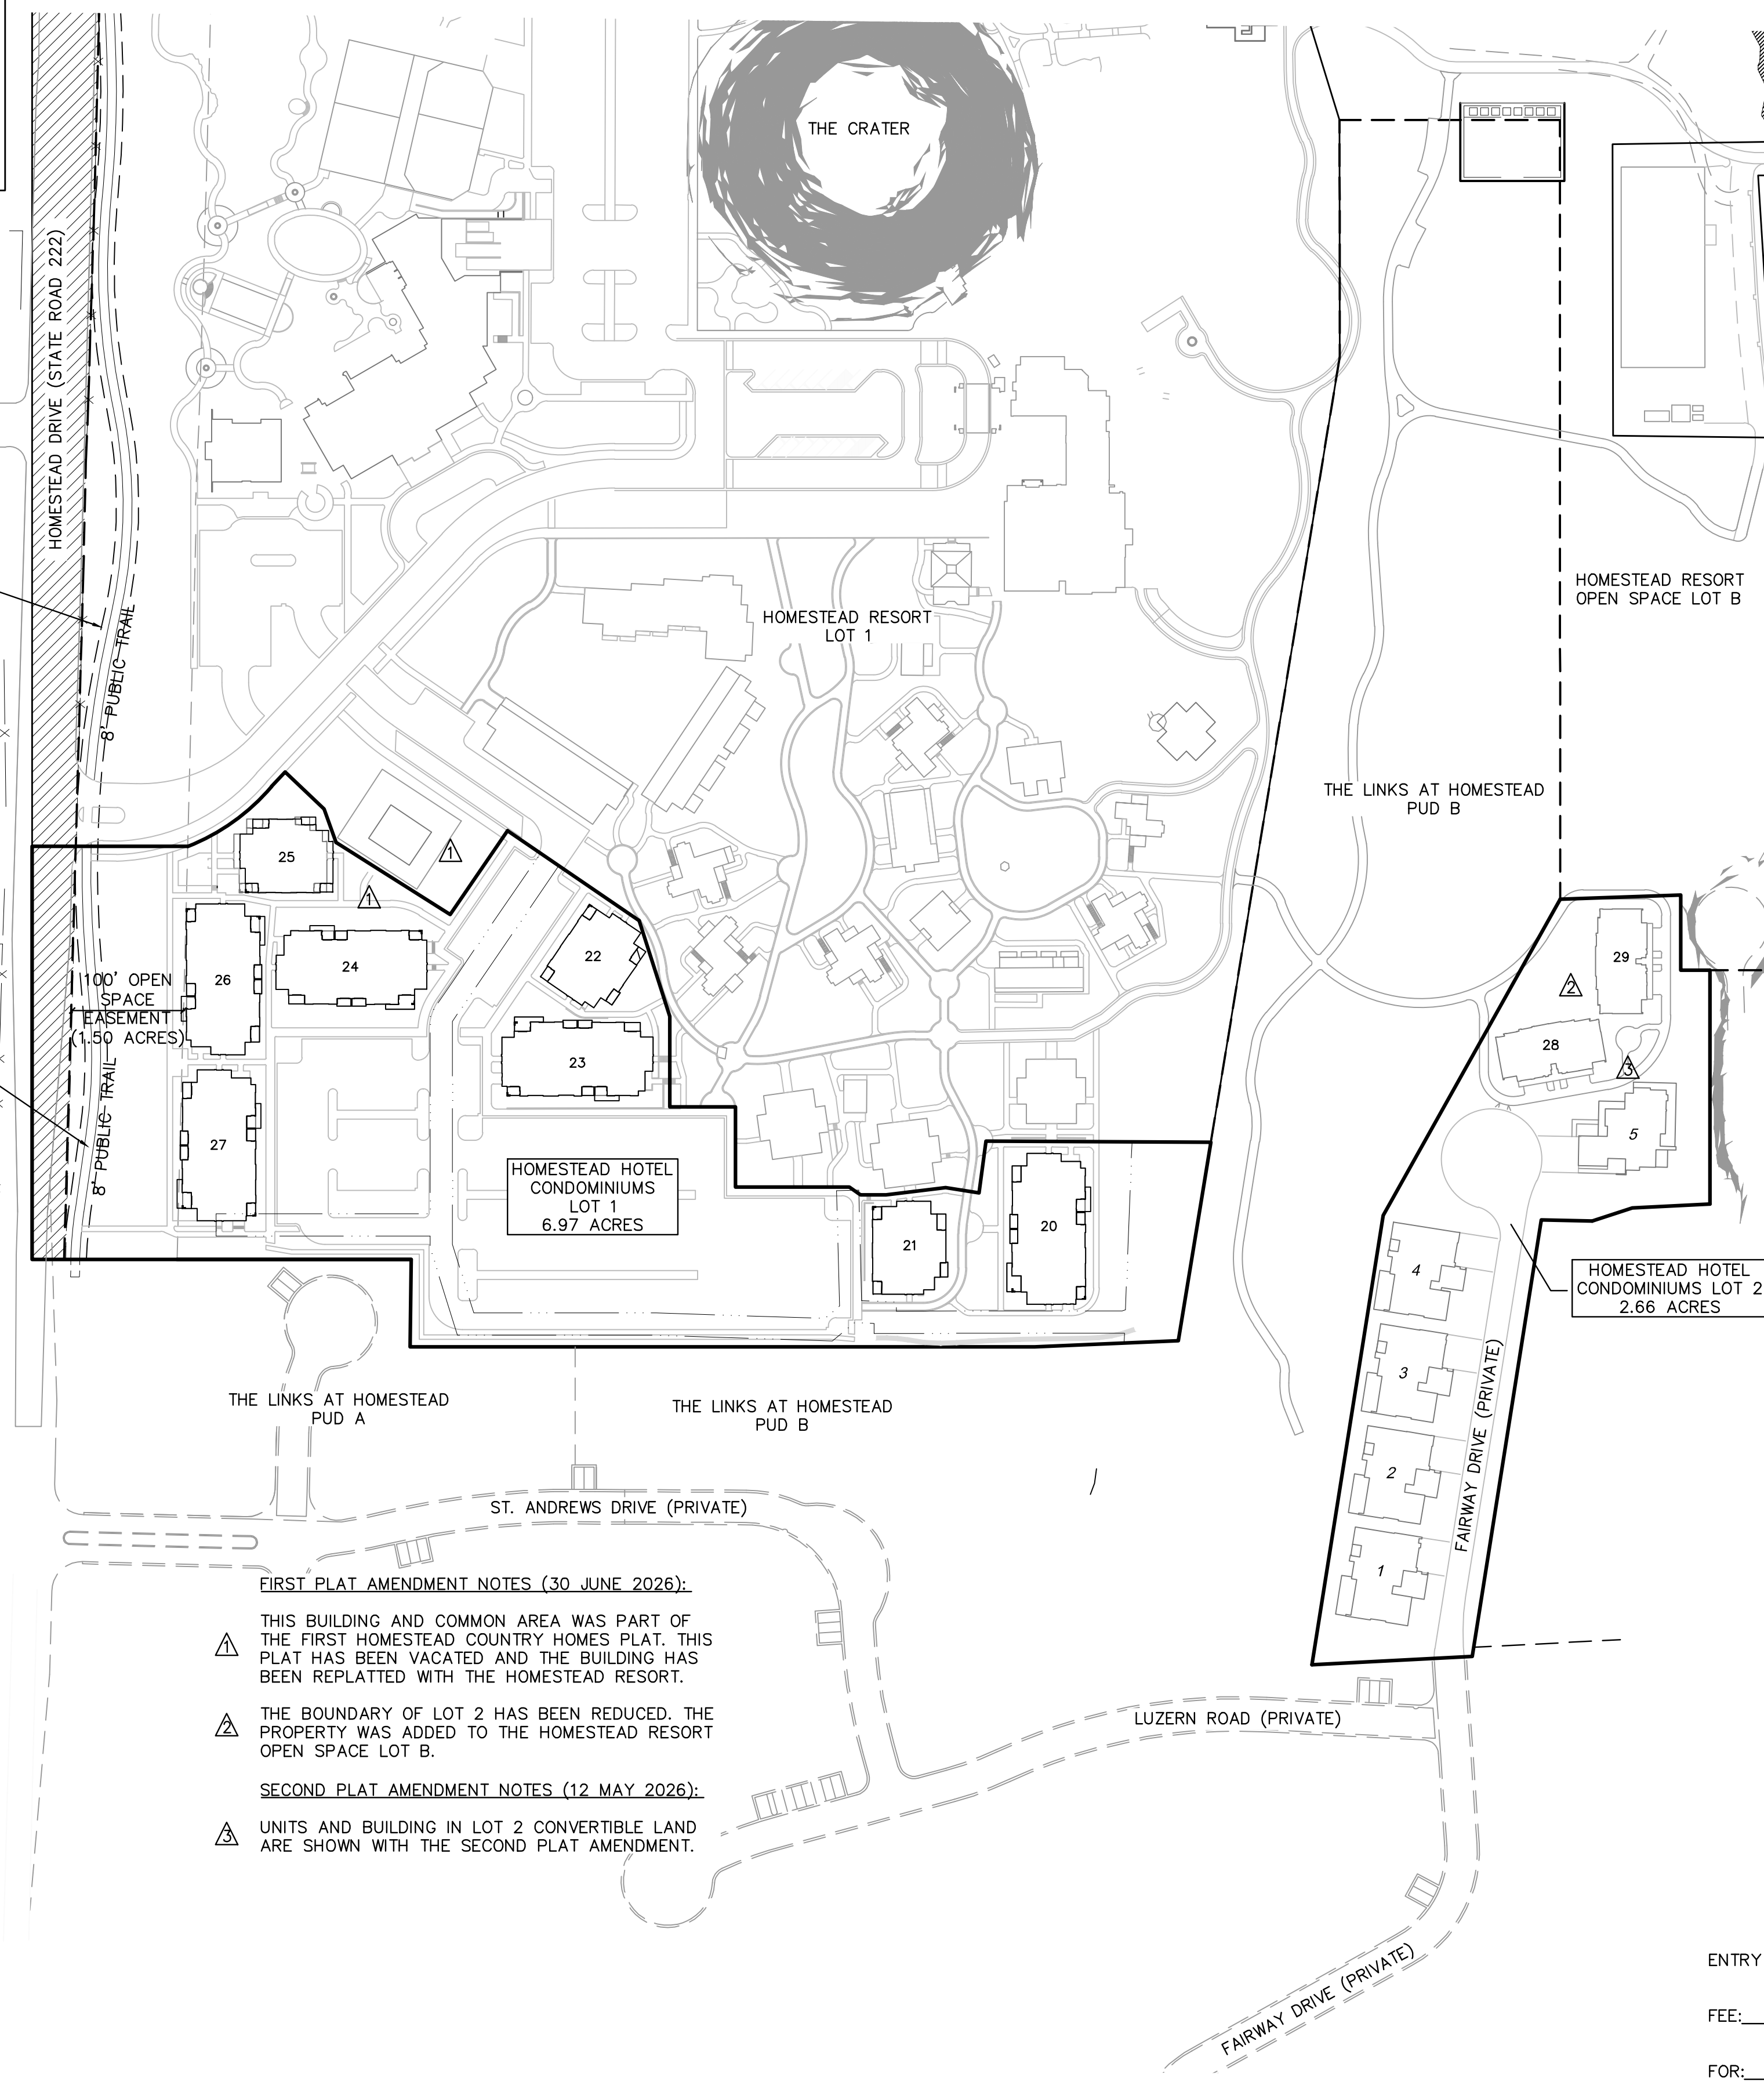 THE CRATER
HOMESTEAD DRIVE (STATE ROAD 222)
8' PUBLIC TRAIL
HOMESTEAD RESORT
LOT 1
HOMESTEAD RESORT
OPEN SPACE LOT B
THE LINKS AT HOMESTEAD
PUD B
25
1
1
26
24
22
100' OPEN
SPACE
EASEMENT
(1.50 ACRES)
23
27
8' PUBLIC TRAIL
HOMESTEAD HOTEL
CONDOMINIUMS
LOT 1
6.97 ACRES
21
20
29
2
28
3
5
4
3
2
1
HOMESTEAD HOTEL
CONDOMINIUMS LOT 2
2.66 ACRES
FAIRWAY DRIVE (PRIVATE)
THE LINKS AT HOMESTEAD
PUD A
THE LINKS AT HOMESTEAD
PUD B
ST. ANDREWS DRIVE (PRIVATE)
FIRST PLAT AMENDMENT NOTES (30 JUNE 2026):
1
THIS BUILDING AND COMMON AREA WAS PART OF
THE FIRST HOMESTEAD COUNTRY HOMES PLAT. THIS
PLAT HAS BEEN VACATED AND THE BUILDING HAS
BEEN REPLATTED WITH THE HOMESTEAD RESORT.
2
THE BOUNDARY OF LOT 2 HAS BEEN REDUCED. THE
PROPERTY WAS ADDED TO THE HOMESTEAD RESORT
OPEN SPACE LOT B.
SECOND PLAT AMENDMENT NOTES (12 MAY 2026):
3
UNITS AND BUILDING IN LOT 2 CONVERTIBLE LAND
ARE SHOWN WITH THE SECOND PLAT AMENDMENT.
LUZERN ROAD (PRIVATE)
FAIRWAY DRIVE (PRIVATE)
ENTRY
FEE:
FOR: